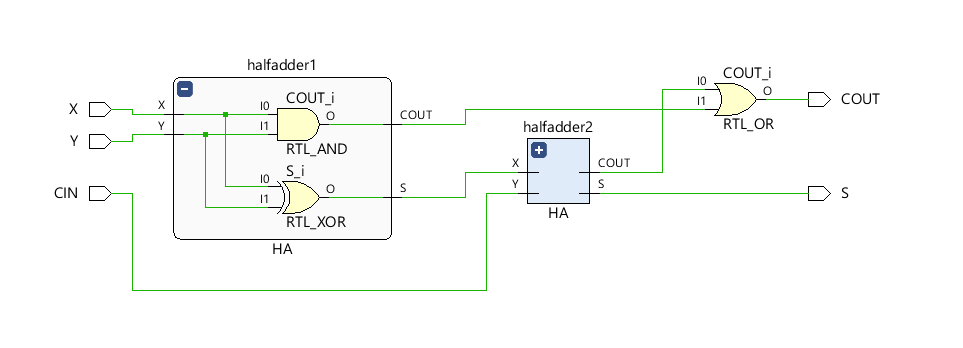 halfadder1
X
Y
CIN
X
Y
COUT_i
I0
I1
O
RTL_AND
S_i
I0
I1
O
RTL_XOR
COUT
S
HA
halfadder2
X
Y
COUT
S
HA
COUT_i
I0
I1
O
RTL_OR
COUT
S